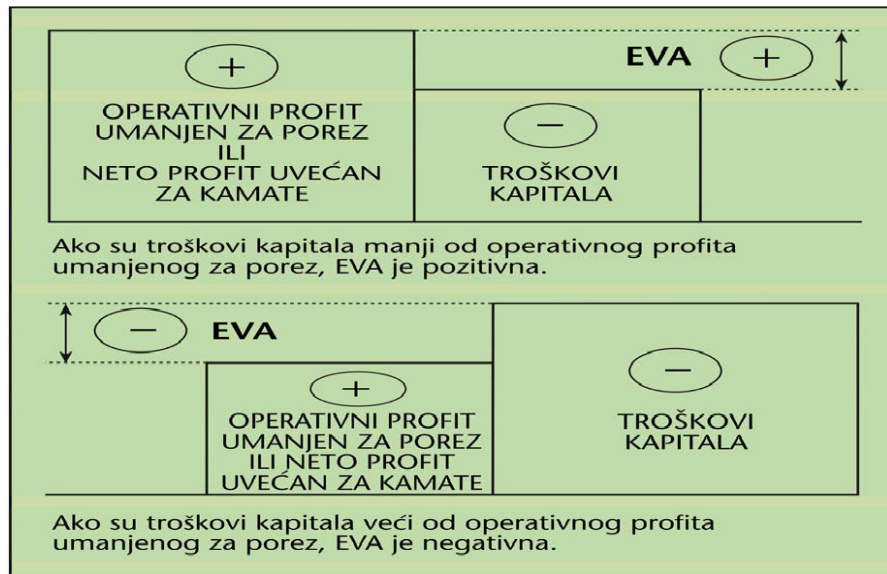 EVA +
+
OPERATIVNI PROFIT
UMANJEN ZA POREZ
ILI
NETO PROFIT UVEĆAN
ZA KAMATE
−
TROŠKOVI
KAPITALA
Ako su troškovi kapitala manji od operativnog profita
umanjenog za porez, EVA je pozitivna.
− EVA
+
OPERATIVNI PROFIT
UMANJEN ZA POREZ
ILI NETO PROFIT
UVEĆAN ZA KAMATE
−
TROŠKOVI
KAPITALA
Ako su troškovi kapitala veći od operativnog profita
umanjenog za porez, EVA je negativna.